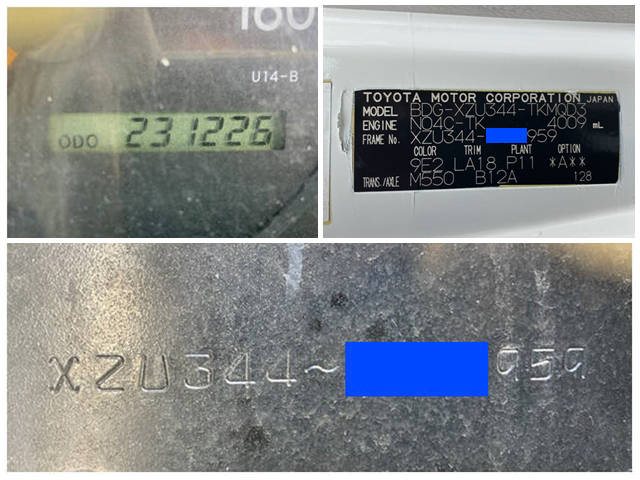 160
U14-B
ODO 231226
TOYOTA MOTOR CORPORATION JAPAN
MODEL BDG-XZU344-TKMQD3
ENGINE N04C-TK 4009 mL
FRAME No. XZU344- 959
COLOR TRIM PLANT OPTION
9E2 LA18 P11 *A**
TRANS./AXLE M550 B12A 128
XZU344~ 959